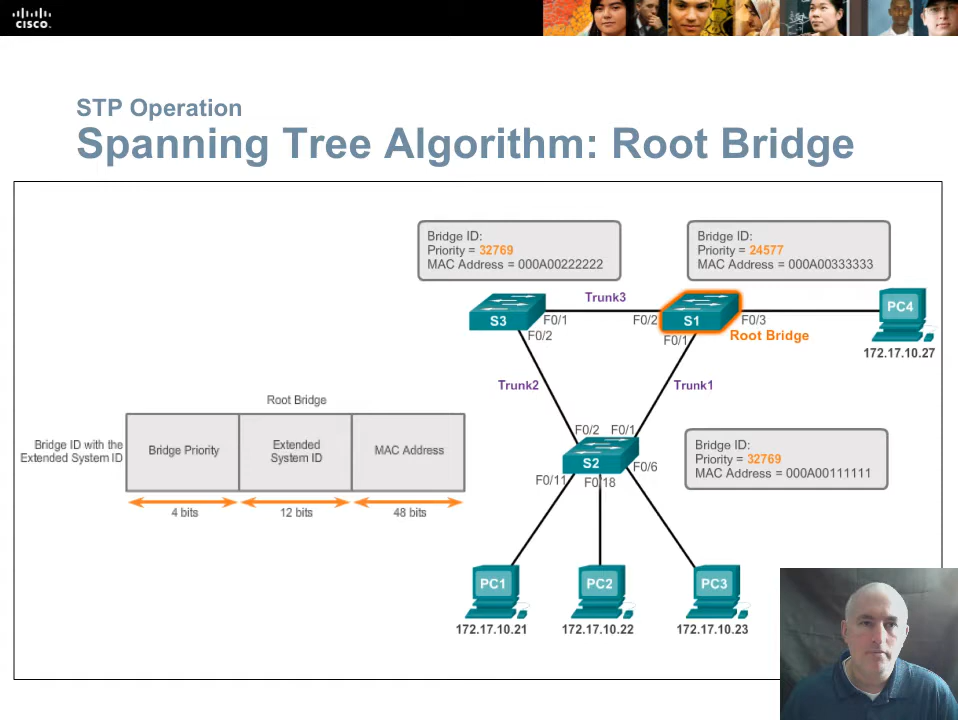 CISCO
STP Operation
Spanning Tree Algorithm: Root Bridge
Bridge ID:
Priority = 32769
MAC Address = 000A00222222
Bridge ID:
Priority = 24577
MAC Address = 000A00333333
Trunk3
S3
F0/1
F0/2
S1
F0/3
PC4
F0/2
F0/1
Root Bridge
172.17.10.27
Trunk2
Trunk1
Root Bridge
Bridge ID with the
Extended System ID
Bridge Priority
Extended
System ID
MAC Address
4 bits
12 bits
48 bits
F0/2
F0/1
S2
F0/6
F0/11
F0/18
Bridge ID:
Priority = 32769
MAC Address = 000A00111111
PC1
PC2
PC3
172.17.10.21
172.17.10.22
172.17.10.23